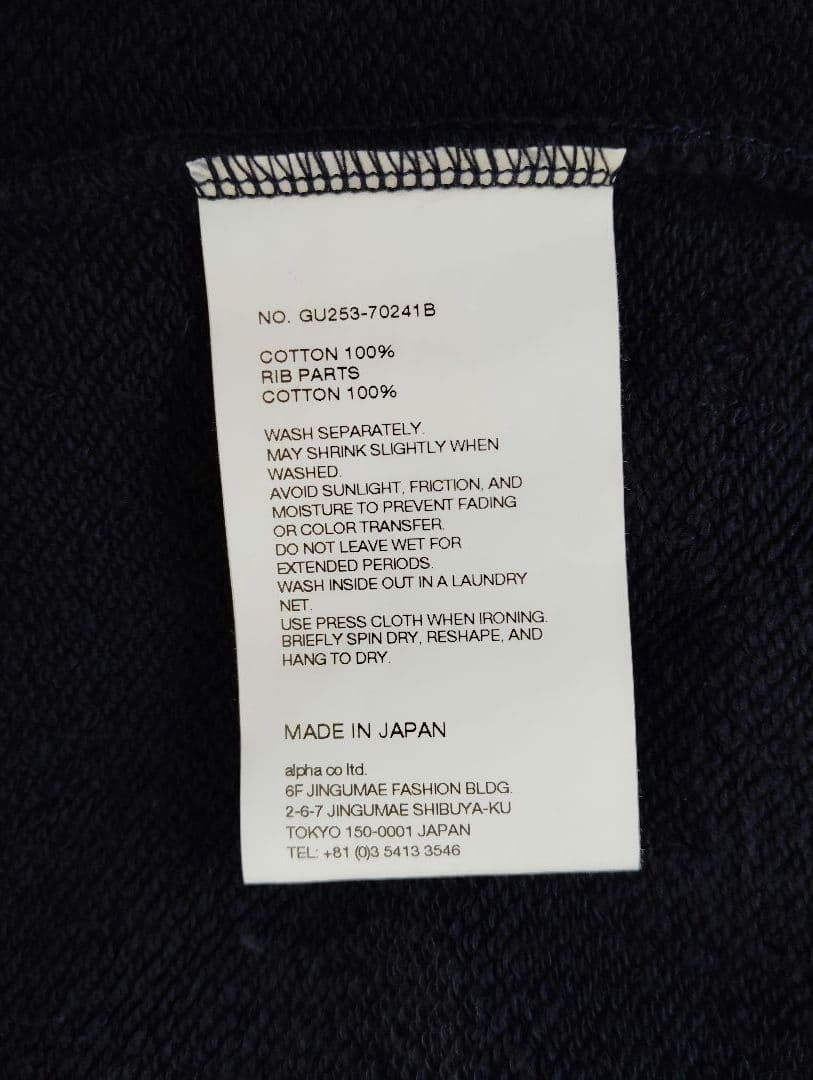 NO. GU253-70241B
COTTON 100%
RIB PARTS
COTTON 100%
WASH SEPARATELY.
MAY SHRINK SLIGHTLY WHEN
WASHED.
AVOID SUNLIGHT, FRICTION, AND
MOISTURE TO PREVENT FADING
OR COLOR TRANSFER.
DO NOT LEAVE WET FOR
EXTENDED PERIODS.
WASH INSIDE OUT IN A LAUNDRY
NET.
USE PRESS CLOTH WHEN IRONING.
BRIEFLY SPIN DRY, RESHAPE, AND
HANG TO DRY.
MADE IN JAPAN
alpha co ltd.
6F JINGUMAE FASHION BLDG.
2-6-7 JINGUMAE SHIBUYA-KU
TOKYO 150-0001 JAPAN
TEL: +81 (0)3 5413 3546